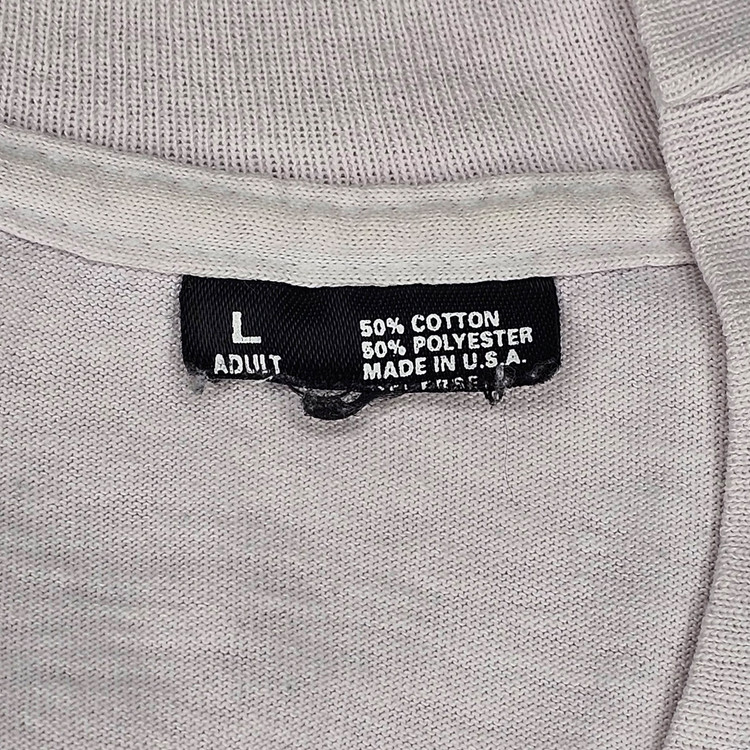 L
ADULT
50% COTTON
50% POLYESTER
MADE IN U.S.A.